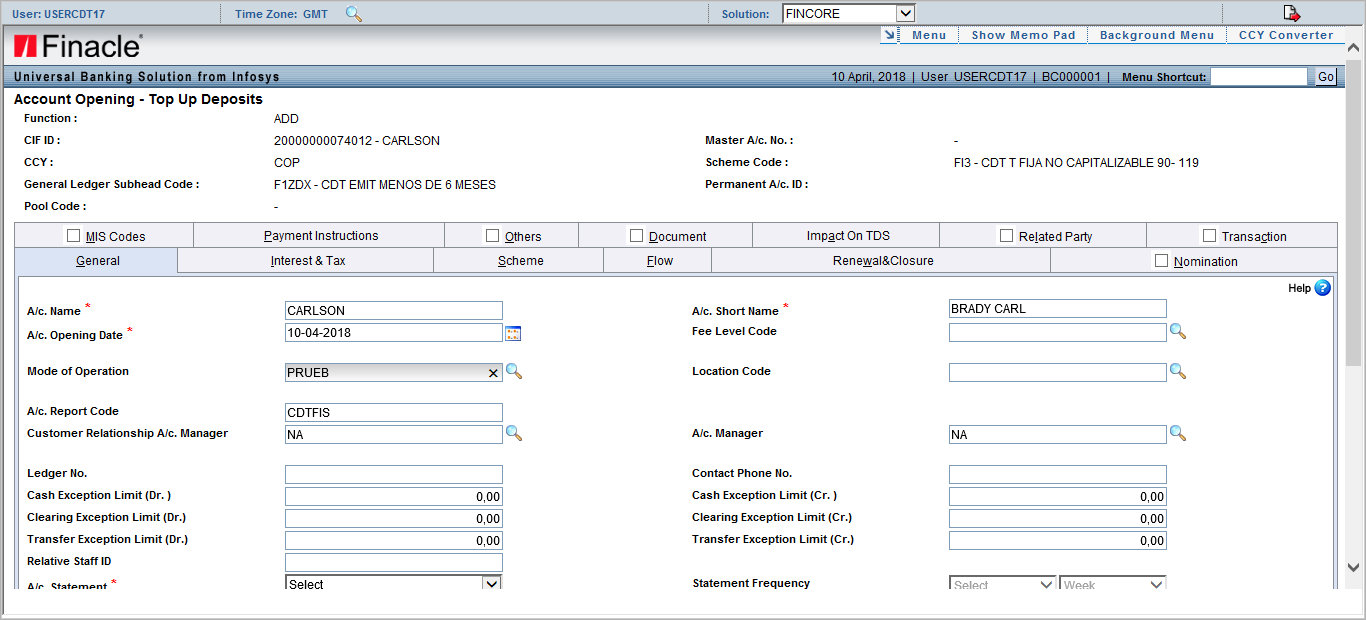 User: USERCDT17 Time Zone: GMT Solution: FINCORE
Finacle Menu Show Memo Pad Background Menu CCY Converter
Universal Banking Solution from Infosys 10 April, 2018 | User USERCDT17 | BC000001 | Menu Shortcut: Go
Account Opening - Top Up Deposits
Function : ADD
CIF ID : 20000000074012 - CARLSON Master A/c. No. : -
CCY : COP Scheme Code : FI3 - CDT T FIJA NO CAPITALIZABLE 90- 119
General Ledger Subhead Code : F1ZDX - CDT EMIT MENOS DE 6 MESES Permanent A/c. ID :
Pool Code : -
MIS Codes Payment Instructions Others Document Impact On TDS Related Party Transaction
General Interest & Tax Scheme Flow Renewal&Closure Nomination
Help ?
A/c. Name * CARLSON A/c. Short Name * BRADY CARL
A/c. Opening Date * 10-04-2018 Fee Level Code
Mode of Operation PRUEB Location Code
A/c. Report Code CDTFIS
Customer Relationship A/c. Manager NA A/c. Manager NA
Ledger No. Contact Phone No.
Cash Exception Limit (Dr. ) 0,00 Cash Exception Limit (Cr. ) 0,00
Clearing Exception Limit (Dr.) 0,00 Clearing Exception Limit (Cr.) 0,00
Transfer Exception Limit (Dr.) 0,00 Transfer Exception Limit (Cr.) 0,00
Relative Staff ID
A/c. Statement * Select Statement Frequency Select Week